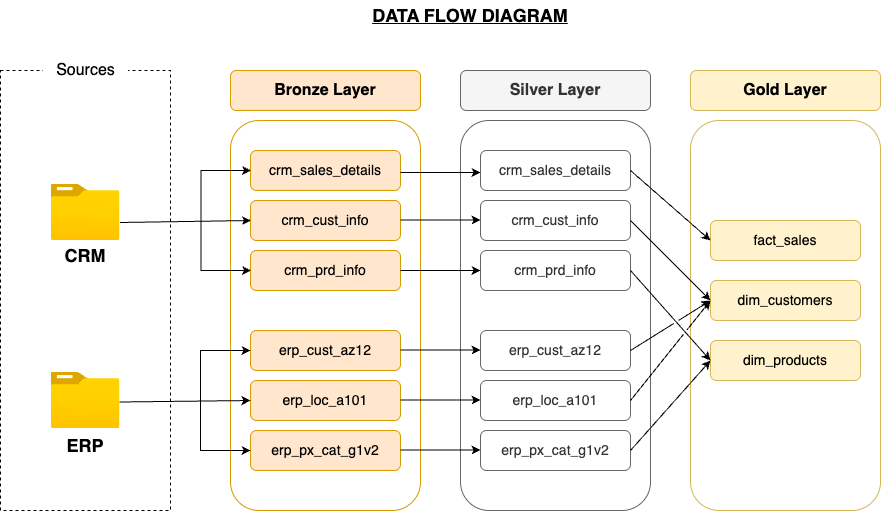 DATA FLOW DIAGRAM
Sources
Bronze Layer
Silver Layer
Gold Layer
CRM
ERP
crm_sales_details
crm_cust_info
crm_prd_info
erp_cust_az12
erp_loc_a101
erp_px_cat_g1v2
crm_sales_details
crm_cust_info
crm_prd_info
erp_cust_az12
erp_loc_a101
erp_px_cat_g1v2
fact_sales
dim_customers
dim_products